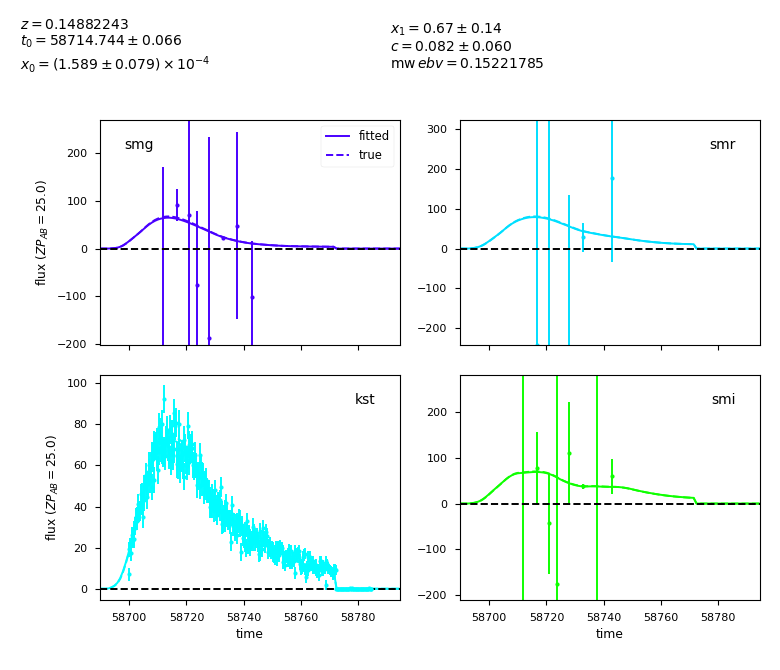 z = 0.14882243
t₀ = 58714.744 ± 0.066
x₀ = (1.589 ± 0.079) × 10⁻⁴
x₁ = 0.67 ± 0.14
c = 0.082 ± 0.060
mw ebv = 0.15221785
smg
fitted
true
200
100
0
−100
−200
flux (ZP_AB = 25.0)
smr
300
200
100
0
−100
−200
kst
100
80
60
40
20
0
flux (ZP_AB = 25.0)
58700 58720 58740 58760 58780
time
smi
200
100
0
−100
−200
58700 58720 58740 58760 58780
time